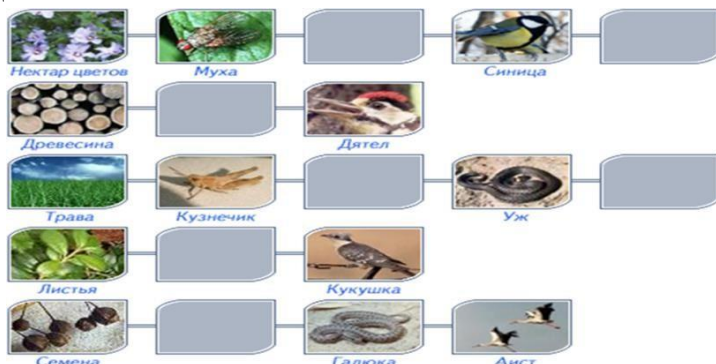 Нектар цветов Муха Синица
Древесина Дятел
Трава Кузнечик Уж
Листья Кукушка
Семена Гадюка Аист